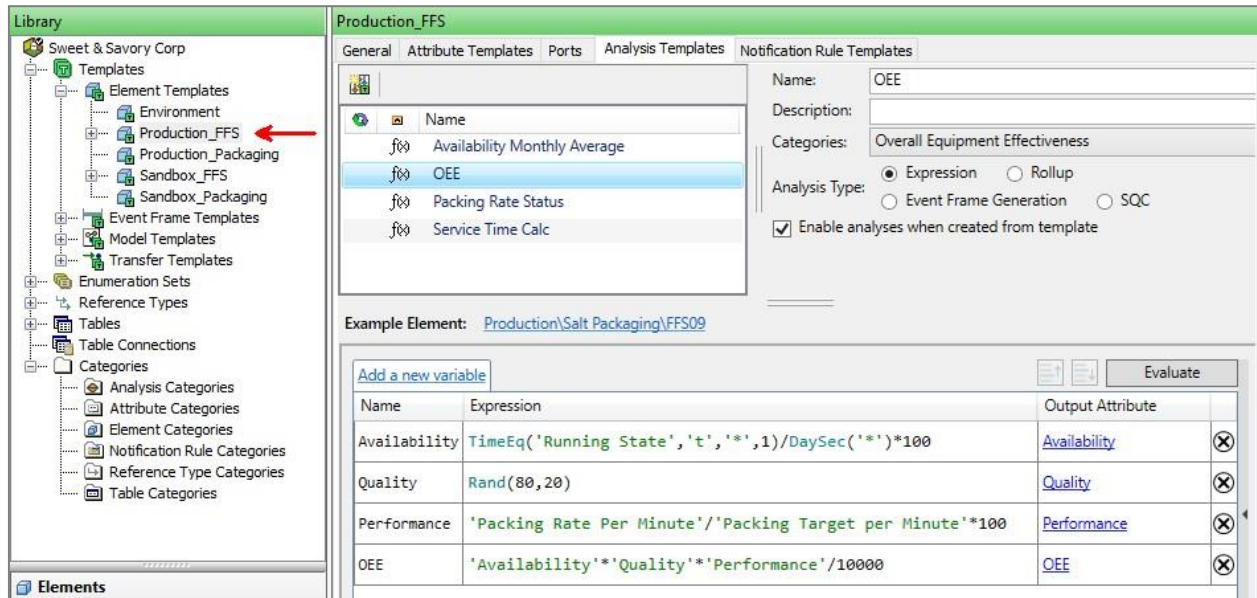 Library
Sweet & Savory Corp
Templates
Element Templates
Environment
Production_FFS
Production_Packaging
Sandbox_FFS
Sandbox_Packaging
Event Frame Templates
Model Templates
Transfer Templates
Enumeration Sets
Reference Types
Tables
Table Connections
Categories
Analysis Categories
Attribute Categories
Element Categories
Notification Rule Categories
Reference Type Categories
Table Categories
Elements
Production_FFS
General Attribute Templates Ports Analysis Templates Notification Rule Templates
Name
f(x) Availability Monthly Average
f(x) OEE
f(x) Packing Rate Status
f(x) Service Time Calc
Name: OEE
Description:
Categories: Overall Equipment Effectiveness
Analysis Type: Expression Rollup
Event Frame Generation SQC
Enable analyses when created from template
Example Element: Production\Salt Packaging\FFS09
Add a new variable Evaluate
Name Expression Output Attribute
Availability TimeEq('Running State','t','*',1)/DaySec('*')*100 Availability
Quality Rand(80,20) Quality
Performance 'Packing Rate Per Minute'/'Packing Target per Minute'*100 Performance
OEE 'Availability'*'Quality'*'Performance'/10000 OEE